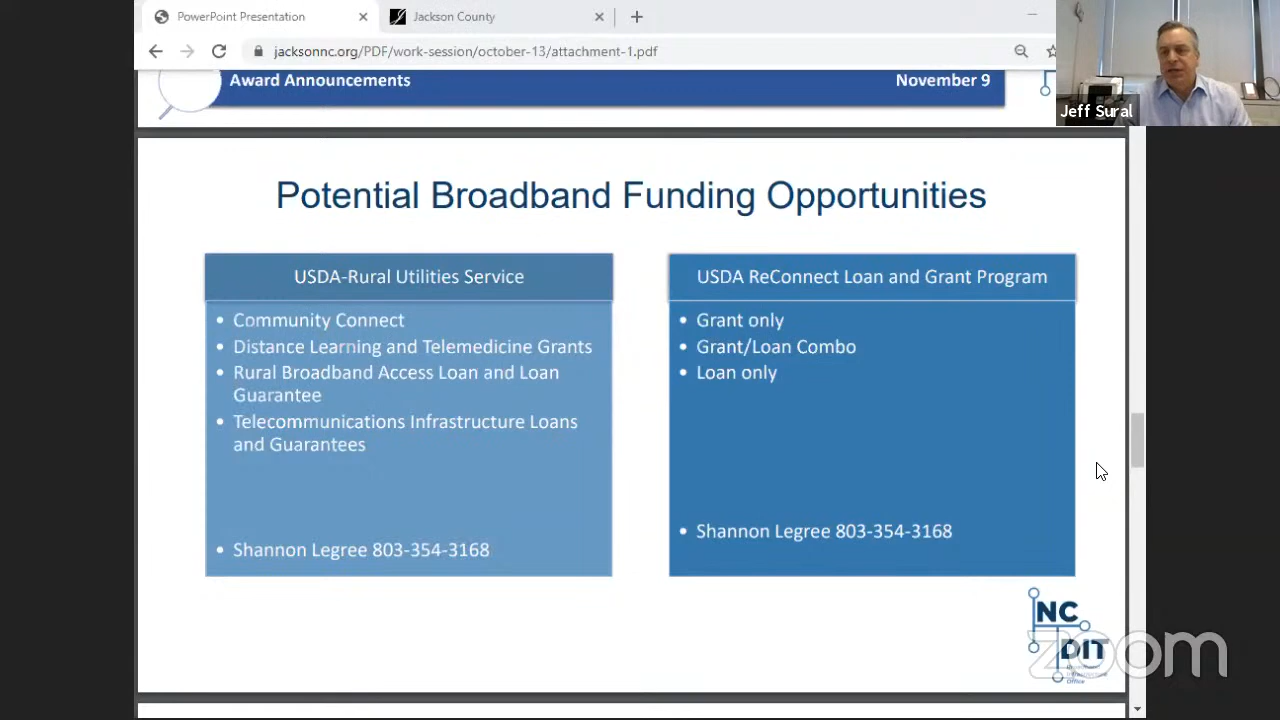 PowerPoint Presentation
Jackson County
jacksonnc.org/PDF/work-session/october-13/attachment-1.pdf
Jeff Sural
Award Announcements November 9
Potential Broadband Funding Opportunities
USDA-Rural Utilities Service
• Community Connect
• Distance Learning and Telemedicine Grants
• Rural Broadband Access Loan and Loan
Guarantee
• Telecommunications Infrastructure Loans
and Guarantees
• Shannon Legree 803-354-3168
USDA ReConnect Loan and Grant Program
• Grant only
• Grant/Loan Combo
• Loan only
• Shannon Legree 803-354-3168
NC
DIT
Infrastructure
Office
zoom